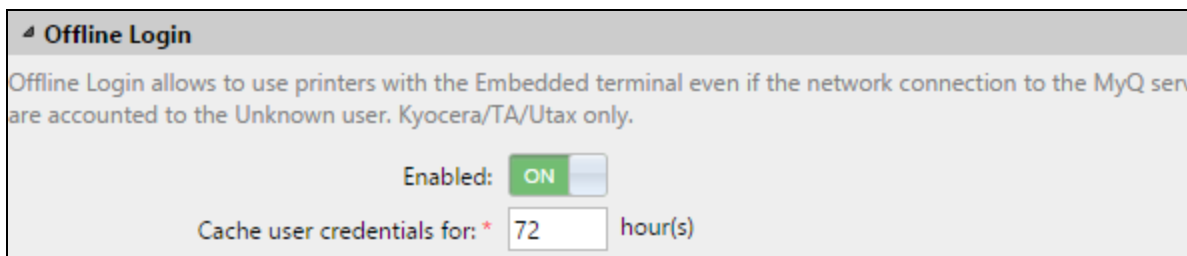 Offline Login
Offline Login allows to use printers with the Embedded terminal even if the network connection to the MyQ
are accounted to the Unknown user. Kyocera/TA/Utax only.
Enabled: ON
Cache user credentials for: * 72 hour(s)